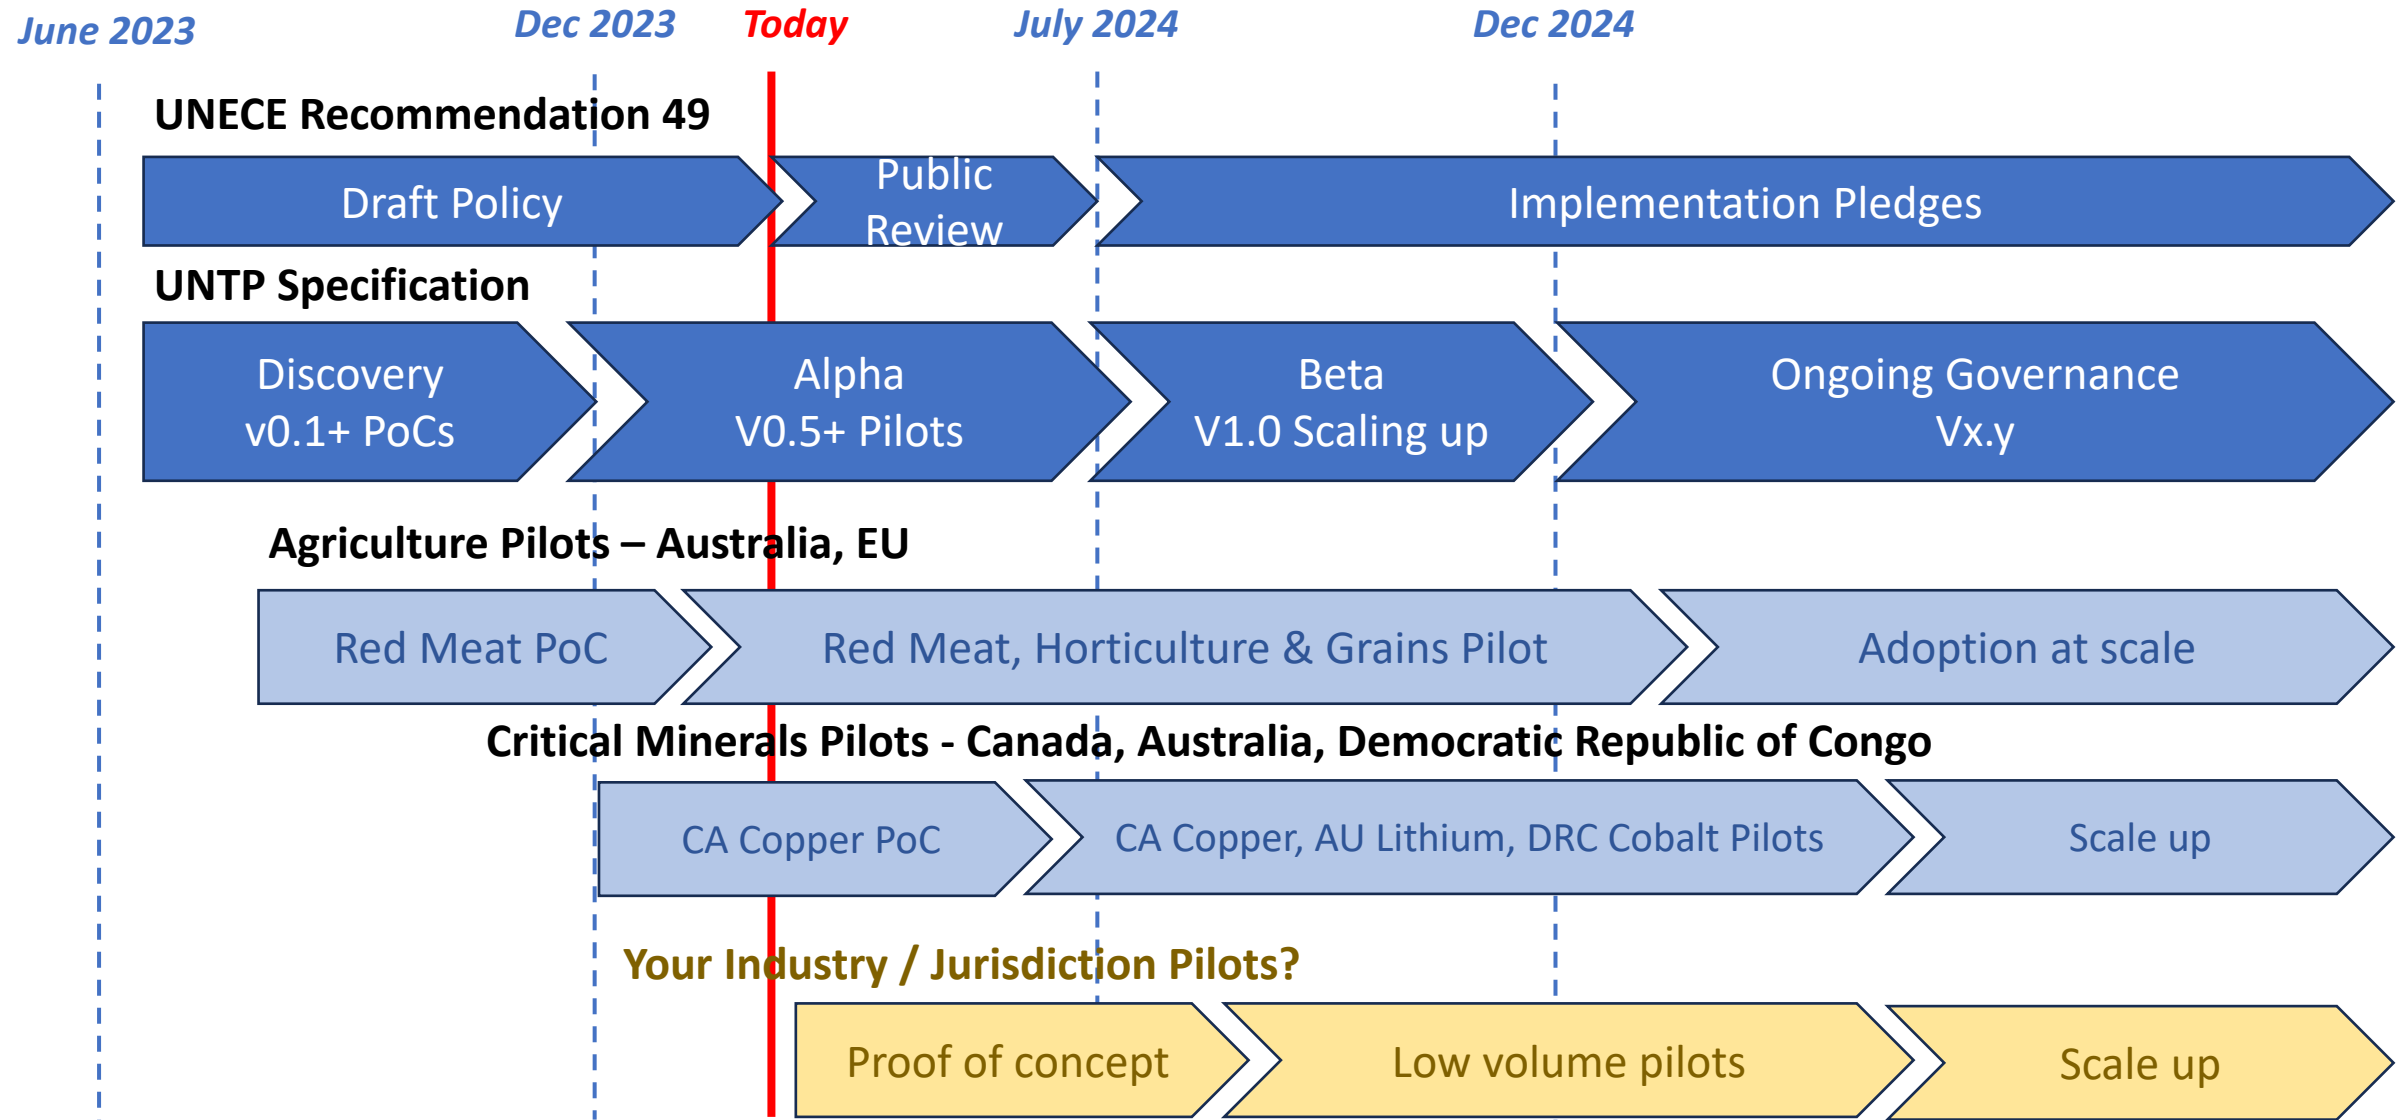 June 2023
Dec 2023
Today
July 2024
Dec 2024
UNECE Recommendation 49
Draft Policy
Public
Review
Implementation Pledges
UNTP Specification
Discovery
v0.1+ PoCs
Alpha
V0.5+ Pilots
Beta
V1.0 Scaling up
Ongoing Governance
Vx.y
Agriculture Pilots – Australia, EU
Red Meat PoC
Red Meat, Horticulture & Grains Pilot
Adoption at scale
Critical Minerals Pilots - Canada, Australia, Democratic Republic of Congo
CA Copper PoC
CA Copper, AU Lithium, DRC Cobalt Pilots
Scale up
Your Industry / Jurisdiction Pilots?
Proof of concept
Low volume pilots
Scale up